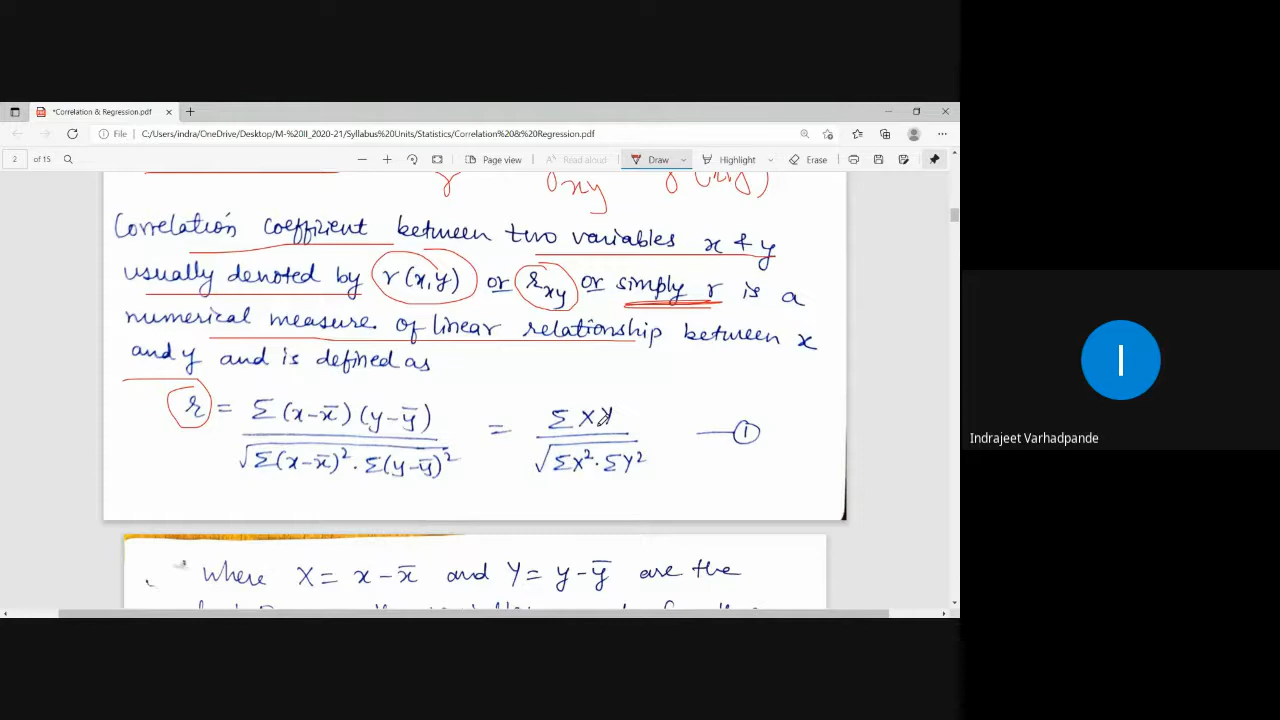 *Correlation & Regression.pdf
File C:/Users/indra/OneDrive/Desktop/M-%20II_2020-21/Syllabus%20Units/Statistics/Correlation%20&%20Regression.pdf
2 of 15 Page view Read aloud Draw Highlight Erase
Correlation coefficient between two variables x & y
usually denoted by r(x,y) or r_xy or simply r is a
numerical measure of linear relationship between x
and y and is defined as
r = Σ(x-x̄)(y-ȳ) / √Σ(x-x̄)²·Σ(y-ȳ)² = ΣXY / √ΣX²·ΣY² —①
where X = x-x̄ and Y = y-ȳ are the
I
Indrajeet Varhadpande